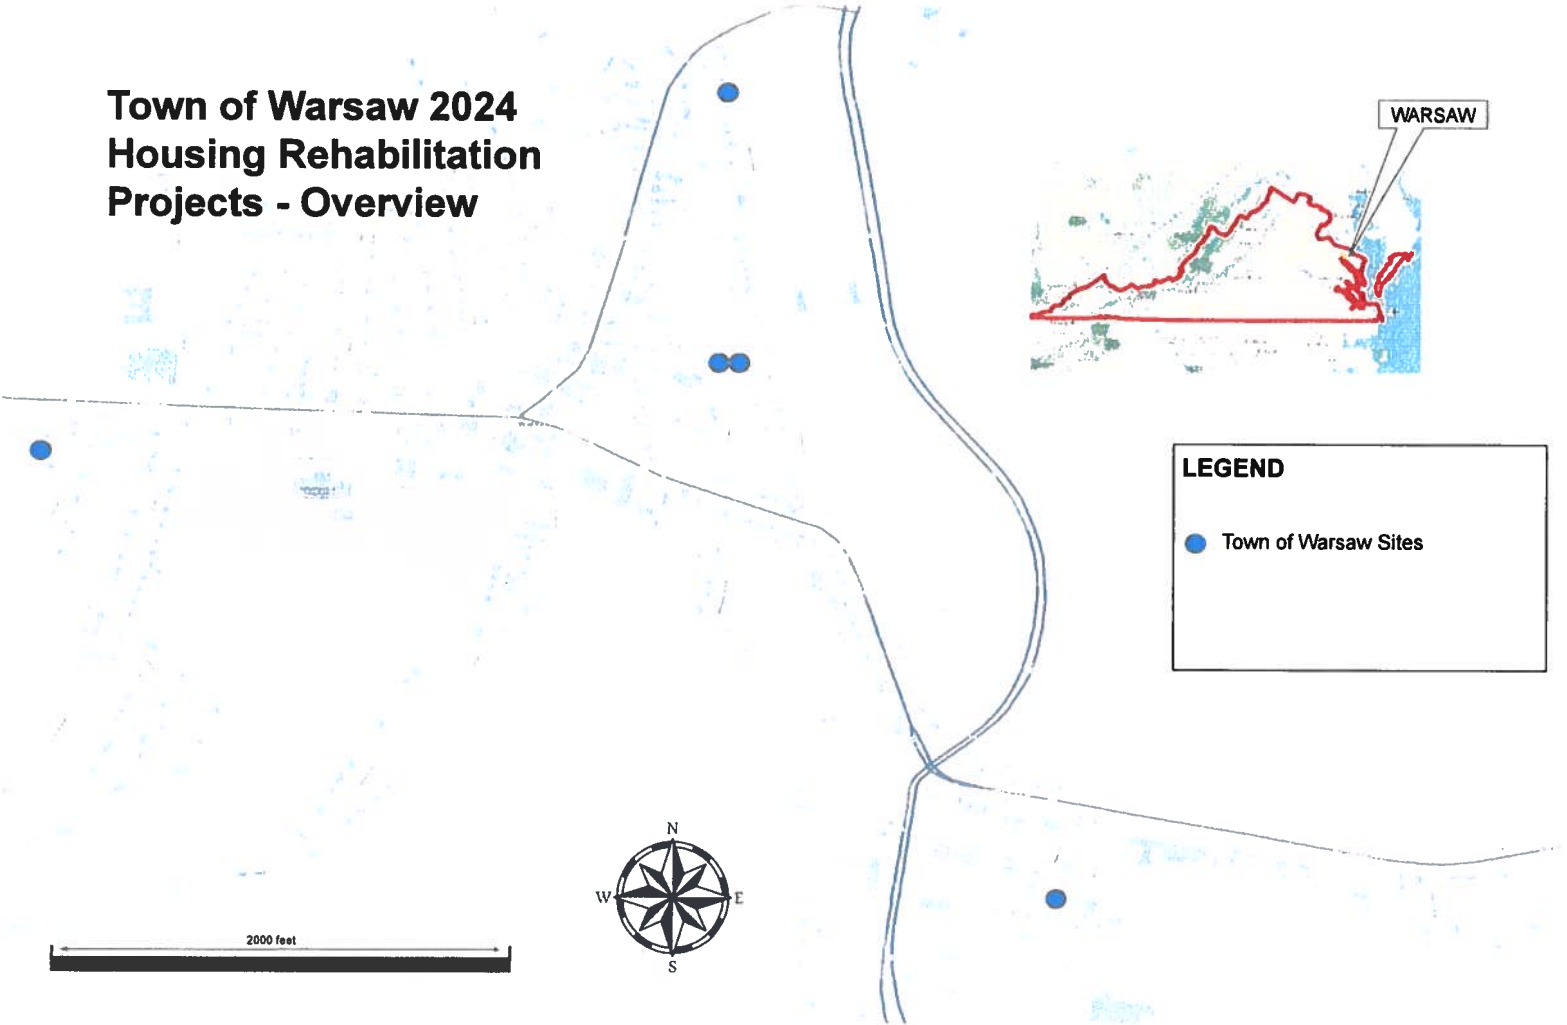 Town of Warsaw 2024
Housing Rehabilitation
Projects - Overview
WARSAW
LEGEND
Town of Warsaw Sites
N
W
E
S
2000 feet